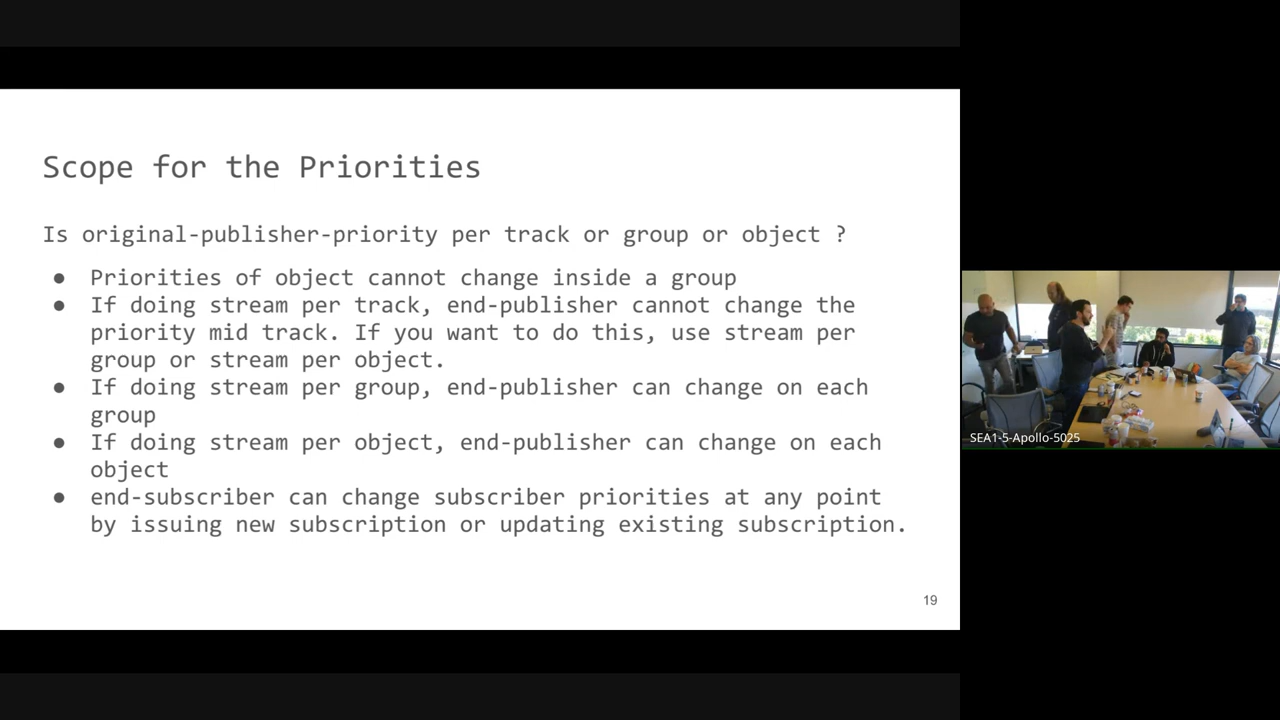 Scope for the Priorities
Is original-publisher-priority per track or group or object ?
● Priorities of object cannot change inside a group
● If doing stream per track, end-publisher cannot change the
priority mid track. If you want to do this, use stream per
group or stream per object.
● If doing stream per group, end-publisher can change on each
group
● If doing stream per object, end-publisher can change on each
object
● end-subscriber can change subscriber priorities at any point
by issuing new subscription or updating existing subscription.
19
SEA1-5-Apollo-5025